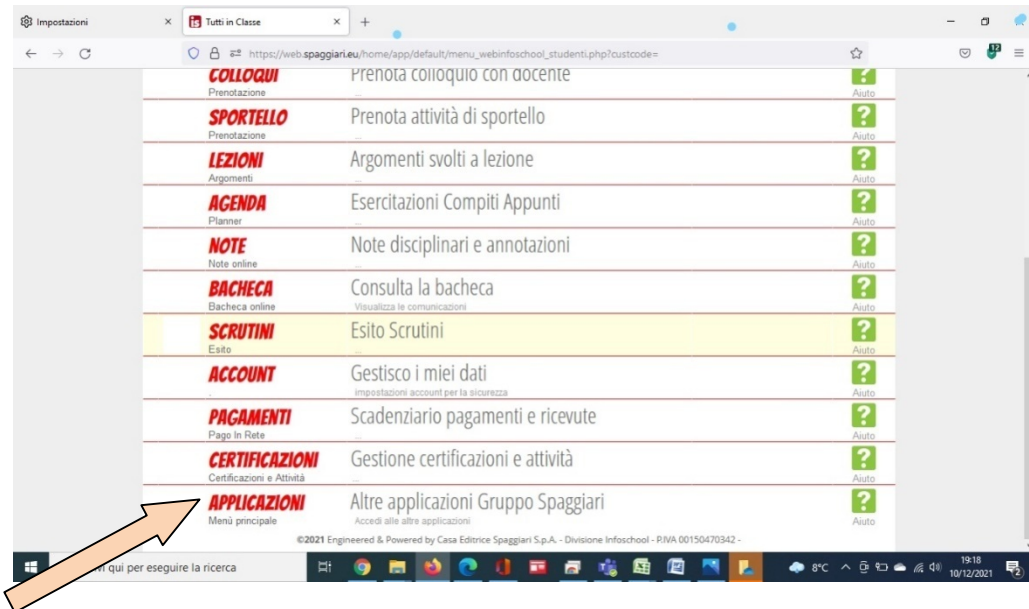 Impostazioni
Tutti in Classe
https://web.spaggiari.eu/home/app/default/menu_webinfoschool_studenti.php?custcode=
12
COLLOQUI Prenota colloquio con docente
Prenotazione ... Aiuto
SPORTELLO Prenota attività di sportello
Prenotazione ... Aiuto
LEZIONI Argomenti svolti a lezione
Argomenti ... Aiuto
AGENDA Esercitazioni Compiti Appunti
Planner ... Aiuto
NOTE Note disciplinari e annotazioni
Note online ... Aiuto
BACHECA Consulta la bacheca
Bacheca online Visualizza le comunicazioni Aiuto
SCRUTINI Esito Scrutini
Esito ... Aiuto
ACCOUNT Gestisco i miei dati
. impostazioni account per la sicurezza Aiuto
PAGAMENTI Scadenziario pagamenti e ricevute
Pago In Rete ... Aiuto
CERTIFICAZIONI Gestione certificazioni e attività
Certificazioni e Attività ... Aiuto
APPLICAZIONI Altre applicazioni Gruppo Spaggiari
Menù principale Accedi alle altre applicazioni Aiuto
©2021 Engineered & Powered by Casa Editrice Spaggiari S.p.A. - Divisione Infoschool - P.IVA 00150470342 -
qui per eseguire la ricerca
8°C
19:18
10/12/2021
2